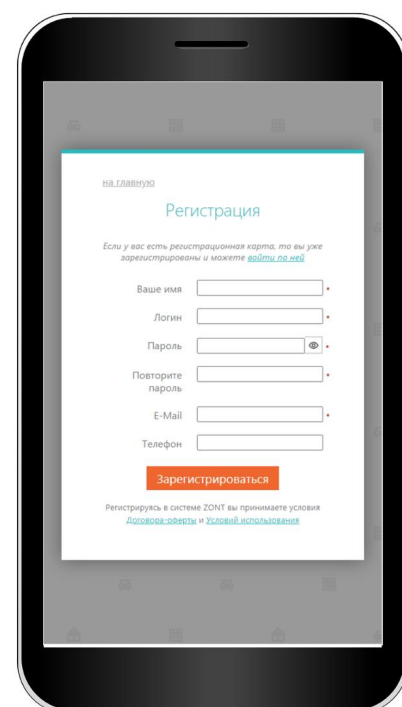 на главную
Регистрация
Если у вас есть регистрационная карта, то вы уже
зарегистрированы и можете войти по ней
Ваше имя *
Логин *
Пароль *
Повторите *
пароль
E-Mail *
Телефон
Зарегистрироваться
Регистрируясь в системе ZONT вы принимаете условия
Договора-оферты и Условий использования